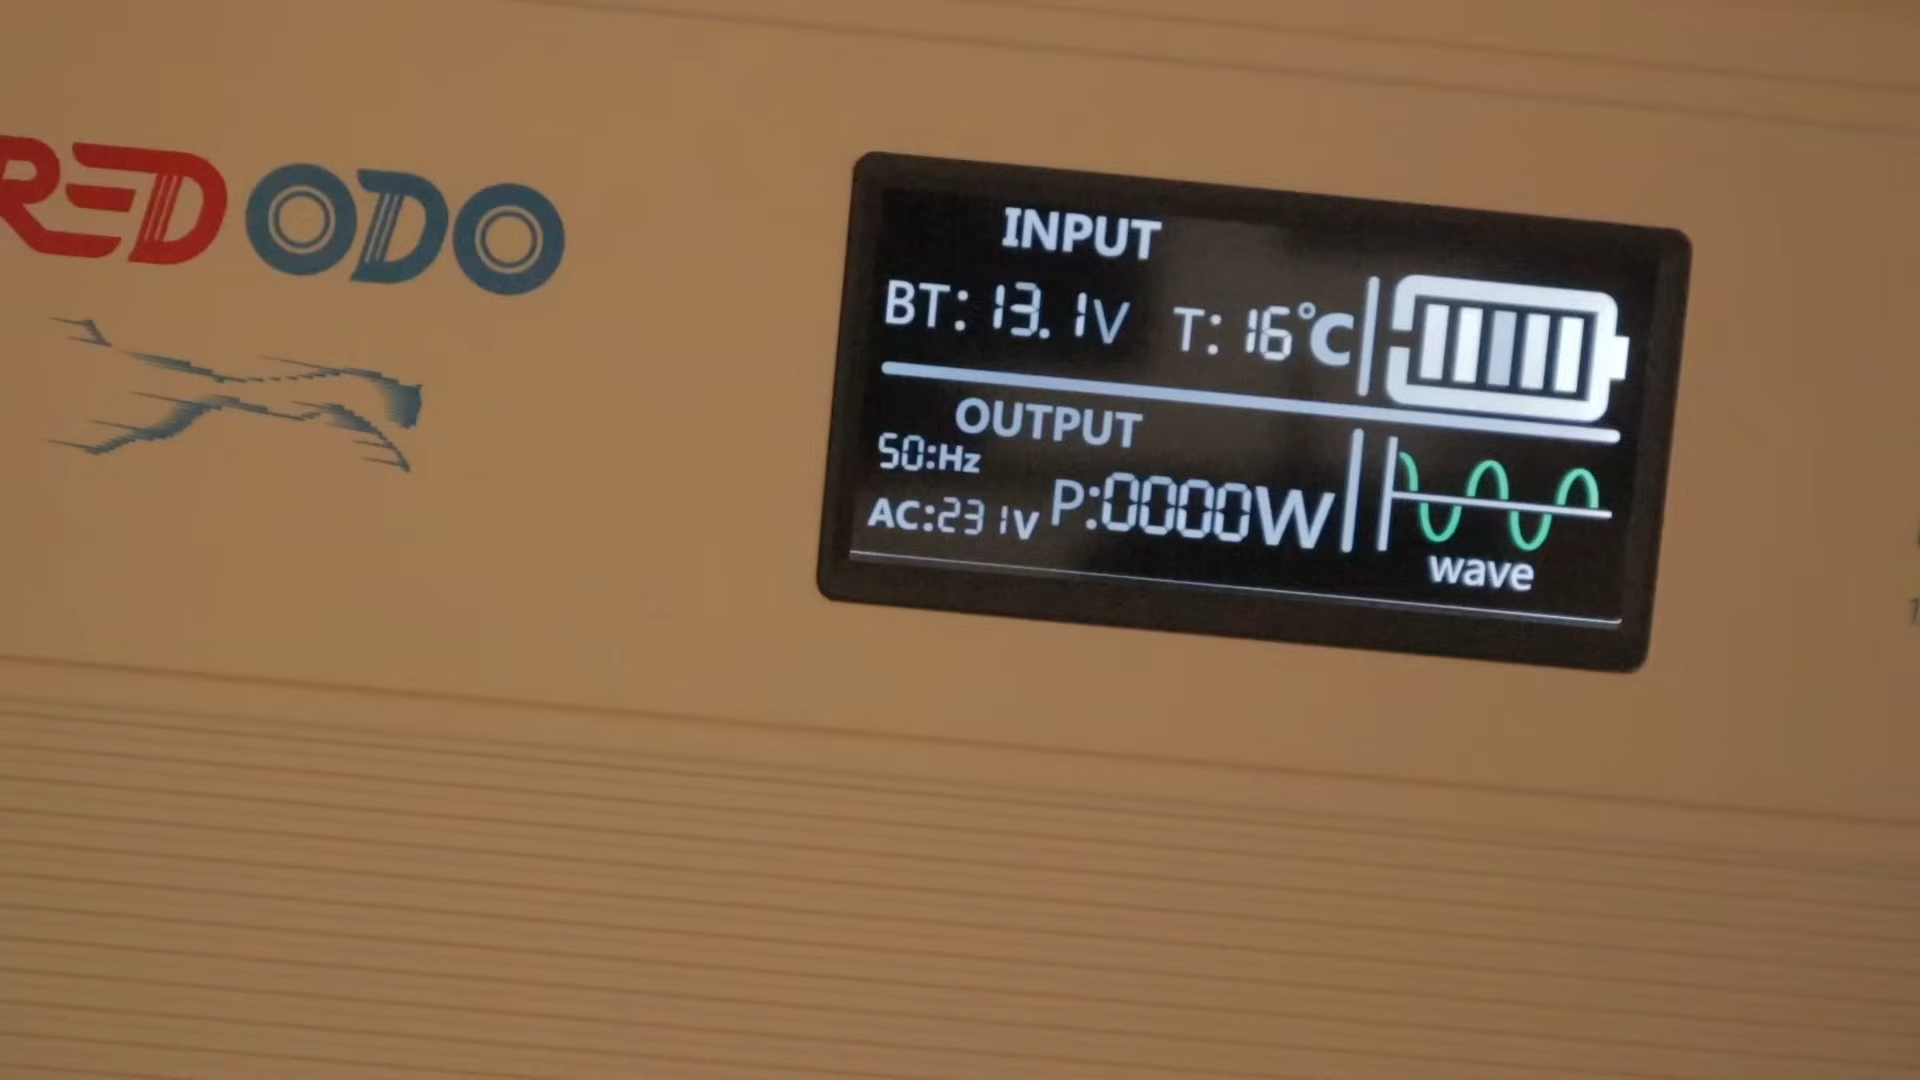 REDODO
INPUT
BT: 13.1V T: 16°C
OUTPUT
50:Hz
AC:231V P:0000W
wave